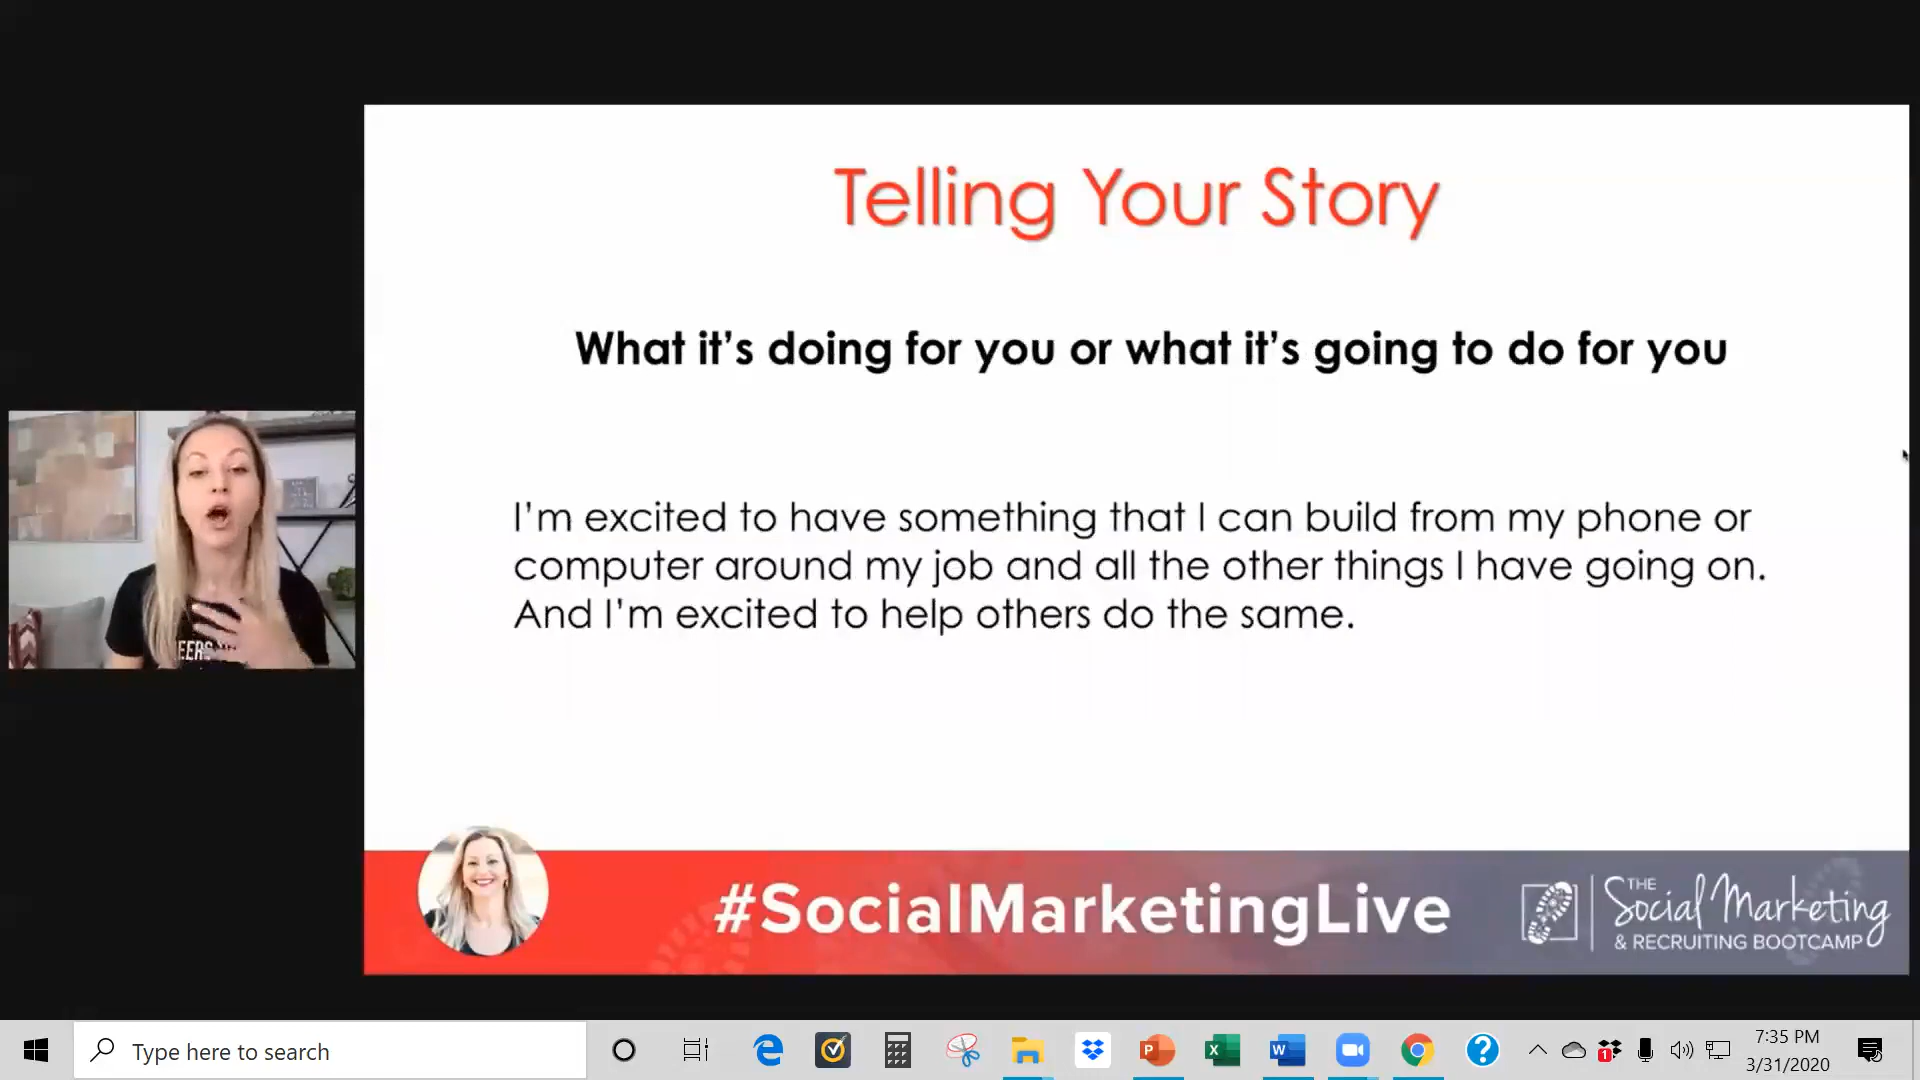 Telling Your Story
What it's doing for you or what it's going to do for you
I'm excited to have something that I can build from my phone or
computer around my job and all the other things I have going on.
And I'm excited to help others do the same.
#SocialMarketingLive
THE
Social Marketing
& RECRUITING BOOTCAMP
Type here to search
1
7:35 PM
3/31/2020